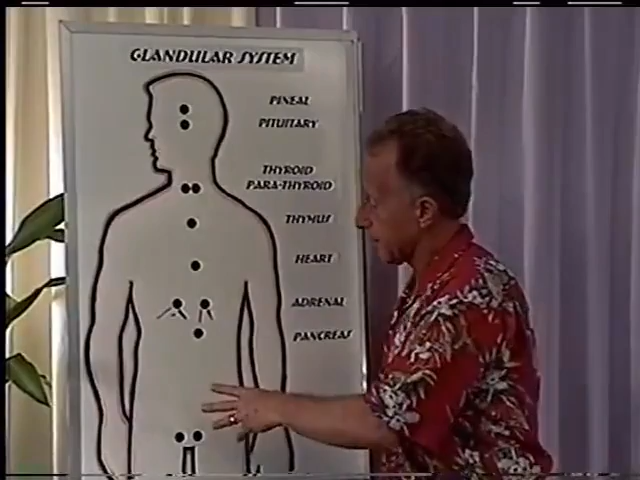 GLANDULAR SYSTEM
PINEAL
PITUITARY
THYROID
PARA-THYROID
THYMUS
HEART
ADRENAL
PANCREAS